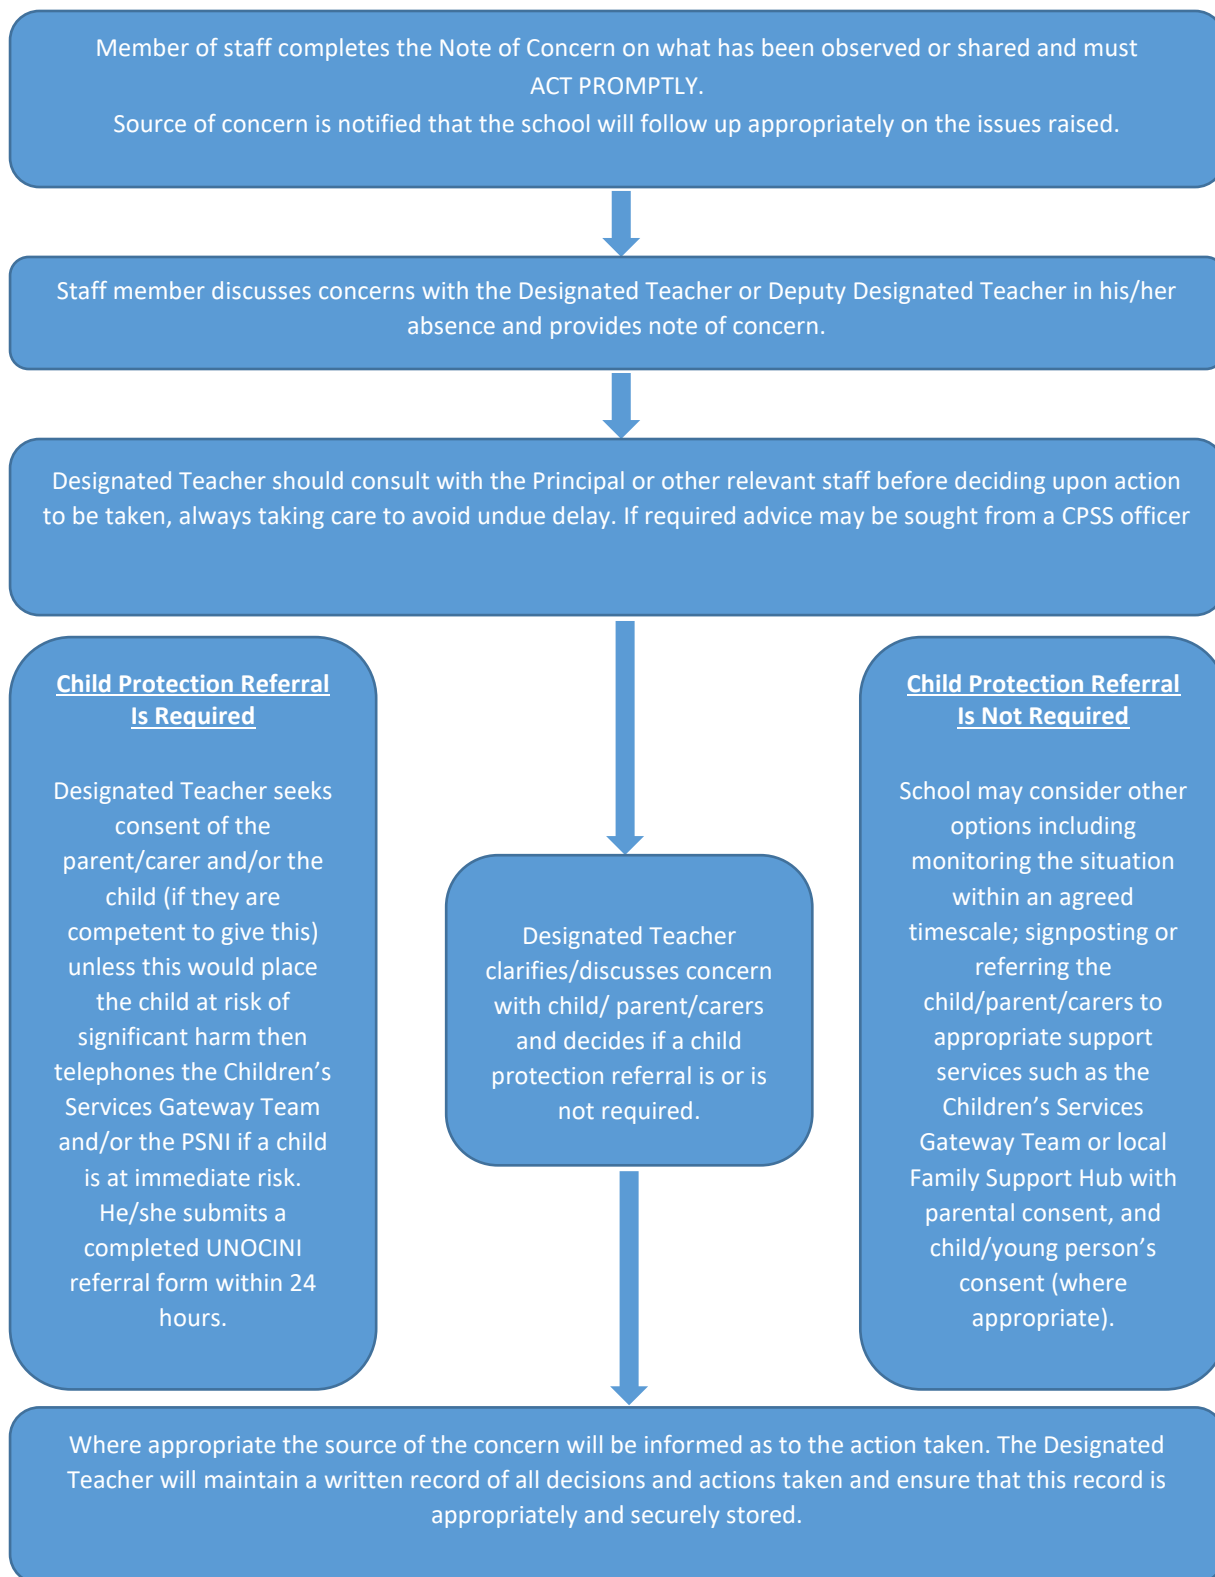 Member of staff completes the Note of Concern on what has been observed or shared and must
ACT PROMPTLY.
Source of concern is notified that the school will follow up appropriately on the issues raised.
Staff member discusses concerns with the Designated Teacher or Deputy Designated Teacher in his/her
absence and provides note of concern.
Designated Teacher should consult with the Principal or other relevant staff before deciding upon action
to be taken, always taking care to avoid undue delay. If required advice may be sought from a CPSS officer
Child Protection Referral
Is Required
Designated Teacher seeks
consent of the
parent/carer and/or the
child (if they are
competent to give this)
unless this would place
the child at risk of
significant harm then
telephones the Children’s
Services Gateway Team
and/or the PSNI if a child
is at immediate risk.
He/she submits a
completed UNOCINI
referral form within 24
hours.
Designated Teacher
clarifies/discusses concern
with child/ parent/carers
and decides if a child
protection referral is or is
not required.
Child Protection Referral
Is Not Required
School may consider other
options including
monitoring the situation
within an agreed
timescale; signposting or
referring the
child/parent/carers to
appropriate support
services such as the
Children’s Services
Gateway Team or local
Family Support Hub with
parental consent, and
child/young person’s
consent (where
appropriate).
Where appropriate the source of the concern will be informed as to the action taken. The Designated
Teacher will maintain a written record of all decisions and actions taken and ensure that this record is
appropriately and securely stored.